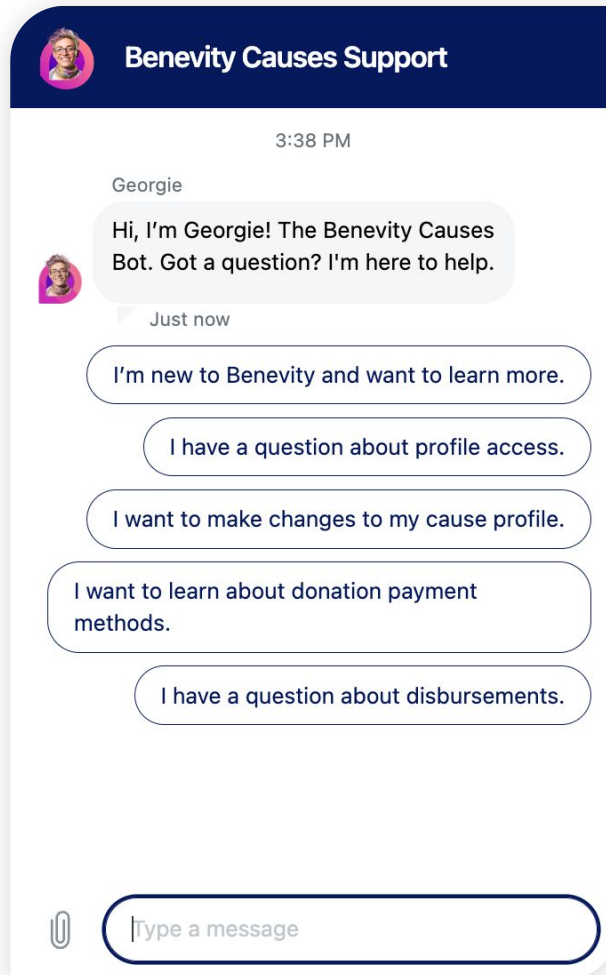 Benevity Causes Support
3:38 PM
Georgie
Hi, I’m Georgie! The Benevity Causes
Bot. Got a question? I'm here to help.
Just now
I’m new to Benevity and want to learn more.
I have a question about profile access.
I want to make changes to my cause profile.
I want to learn about donation payment
methods.
I have a question about disbursements.
Type a message